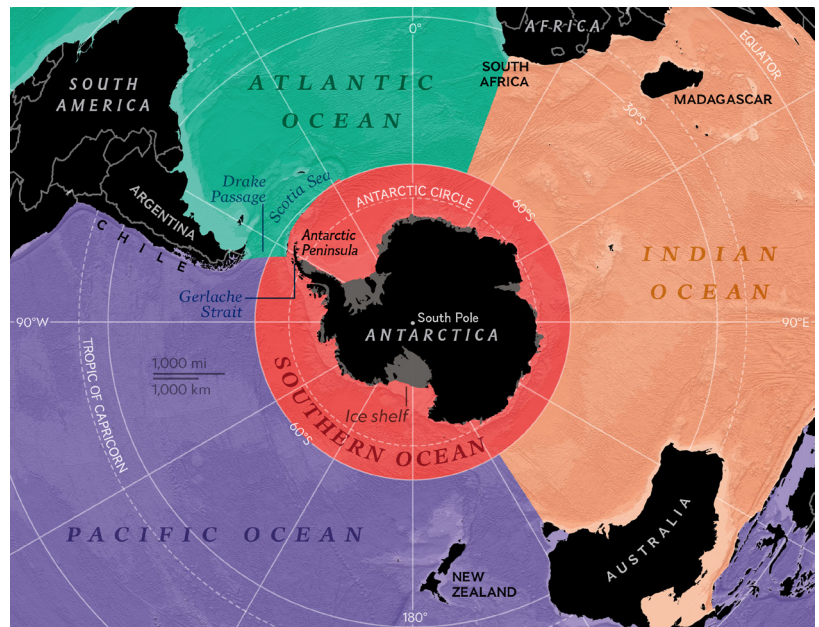 AFRICA
0°
EQUATOR
SOUTH
AMERICA
ATLANTIC
OCEAN
SOUTH
AFRICA
MADAGASCAR
30°S
Drake
Passage
Scotia Sea
ANTARCTIC CIRCLE
60°S
ARGENTINA
CHILE
Antarctic
Peninsula
INDIAN
OCEAN
Gerlache
Strait
90°W
South Pole
ANTARCTICA
90°E
TROPIC OF CAPRICORN
1,000 mi
1,000 km
Ice shelf
60°S
SOUTHERN OCEAN
PACIFIC OCEAN
AUSTRALIA
NEW
ZEALAND
180°